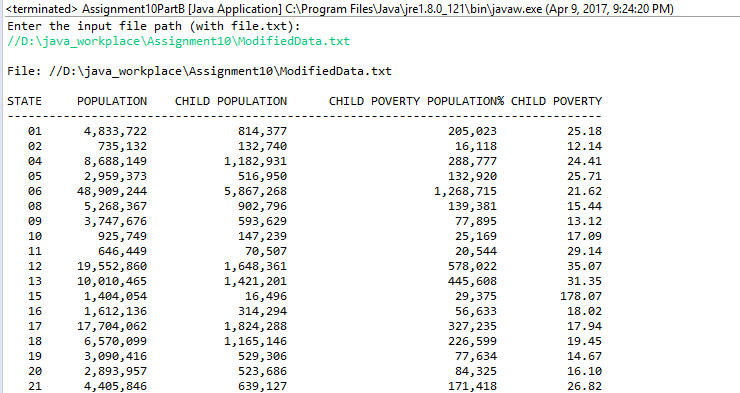 <terminated> Assignment10PartB [Java Application] C:\Program Files\Java\jre1.8.0_121\bin\javaw.exe (Apr 9, 2017, 9:24:20 PM)
Enter the input file path (with file.txt):
//D:\java_workplace\Assignment10\ModifiedData.txt
File: //D:\java_workplace\Assignment10\ModifiedData.txt
STATE POPULATION CHILD POPULATION CHILD POVERTY POPULATION% CHILD POVERTY
-------------------------------------------------------------------------------------
01 4,833,722 814,377 205,023 25.18
02 735,132 132,740 16,118 12.14
04 8,688,149 1,182,931 288,777 24.41
05 2,959,373 516,950 132,920 25.71
06 48,909,244 5,867,268 1,268,715 21.62
08 5,268,367 902,796 139,381 15.44
09 3,747,676 593,629 77,895 13.12
10 925,749 147,239 25,169 17.09
11 646,449 70,507 20,544 29.14
12 19,552,860 1,648,361 578,022 35.07
13 10,010,465 1,421,201 445,608 31.35
15 1,404,054 16,496 29,375 178.07
16 1,612,136 314,294 56,633 18.02
17 17,704,062 1,824,288 327,235 17.94
18 6,570,099 1,165,146 226,599 19.45
19 3,090,416 529,306 77,634 14.67
20 2,893,957 523,686 84,325 16.10
21 4,405,846 639,127 171,418 26.82